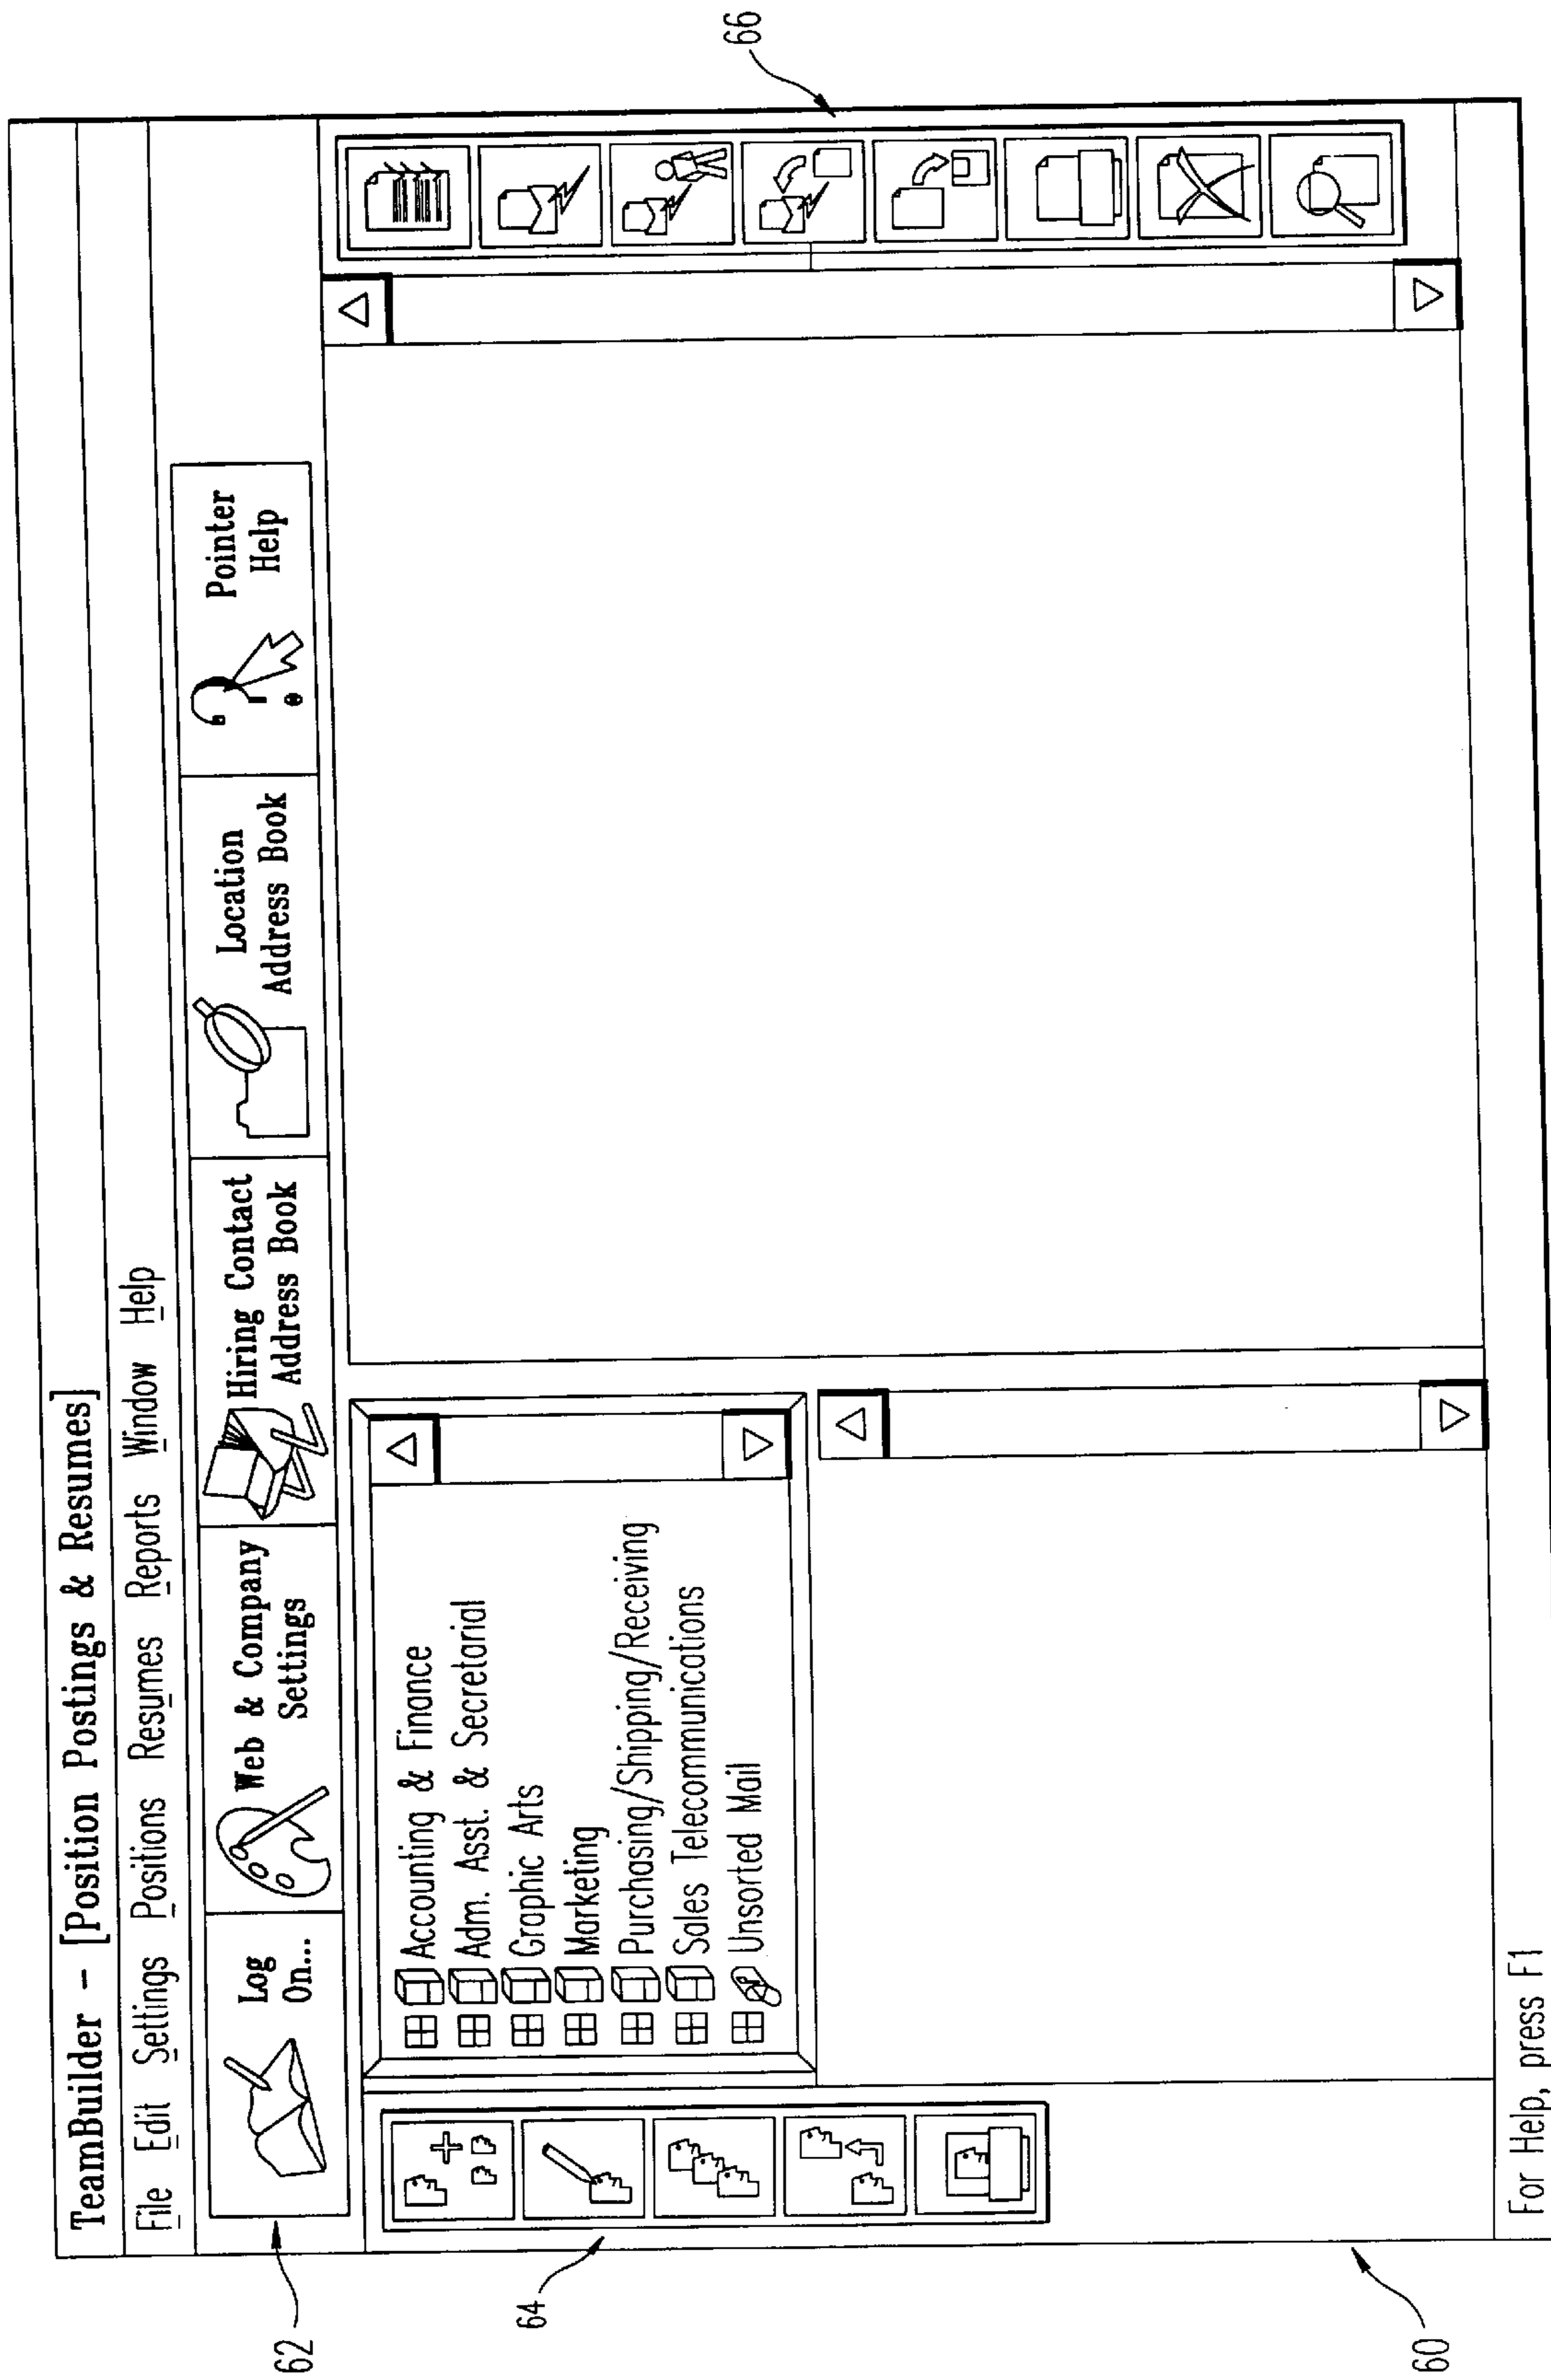 TeamBuilder – [Position Postings & Resumes]
File Edit Settings Positions Resumes Reports Window Help
Log
On...
Web & Company
Settings
Hiring Contact
Address Book
Location
Address Book
Pointer
Help
Accounting & Finance
Adm. Asst. & Secretarial
Graphic Arts
Marketing
Purchasing/Shipping/Receiving
Sales Telecommunications
Unsorted Mail
For Help, press F1
62
64
60
66